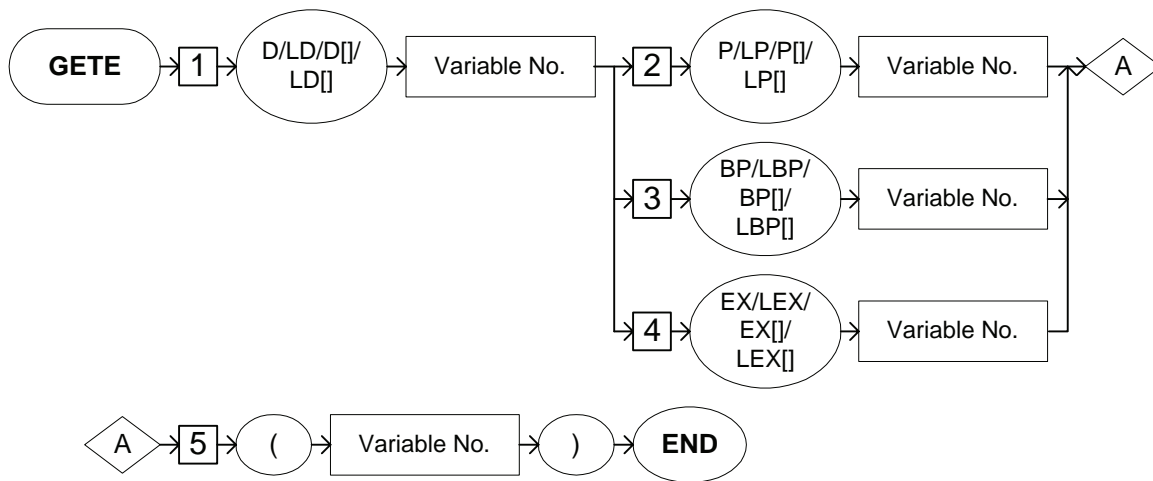 GETE
1
D/LD/D[]/
LD[]
Variable No.
2
P/LP/P[]/
LP[]
Variable No.
A
3
BP/LBP/
BP[]/
LBP[]
Variable No.
4
EX/LEX/
EX[]/
LEX[]
Variable No.
A
5
(
Variable No.
)
END